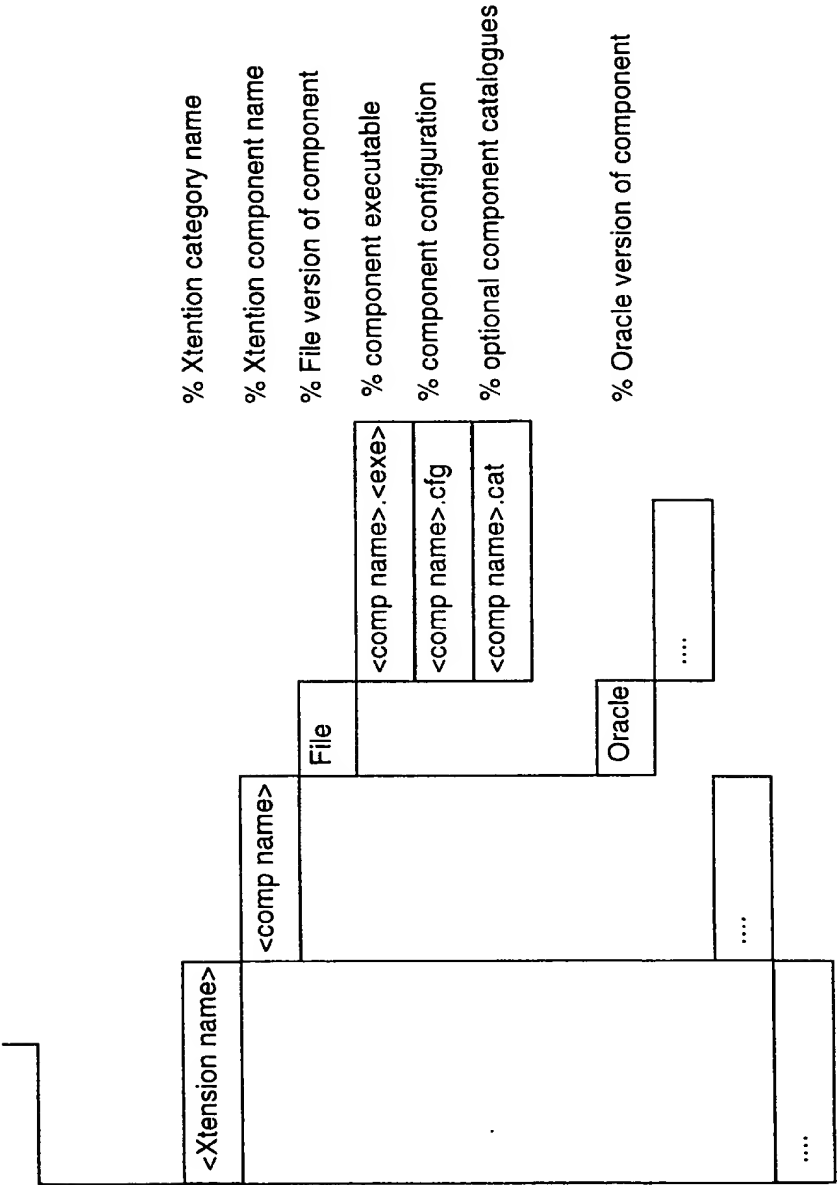 <Xtension name> % Xtention category name
<comp name> % Xtention component name
File % File version of component
<comp name>.<exe> % component executable
<comp name>.cfg % component configuration
<comp name>.cat % optional component catalogues
Oracle % Oracle version of component
....
....
....